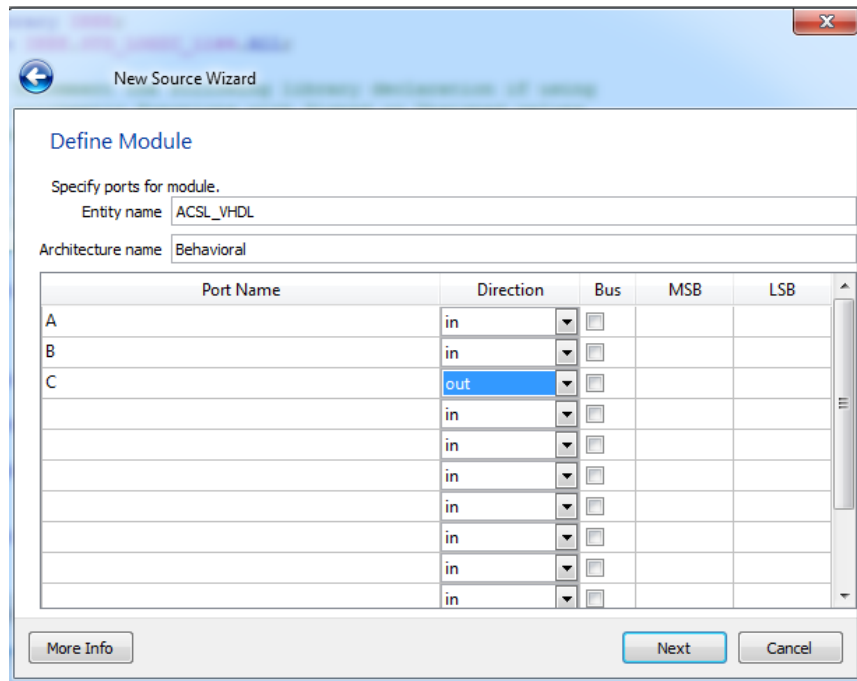 New Source Wizard
Define Module
Specify ports for module.
Entity name ACSL_VHDL
Architecture name Behavioral
Port Name Direction Bus MSB LSB
A in
B in
C out
in
in
in
in
in
in
in
More Info Next Cancel